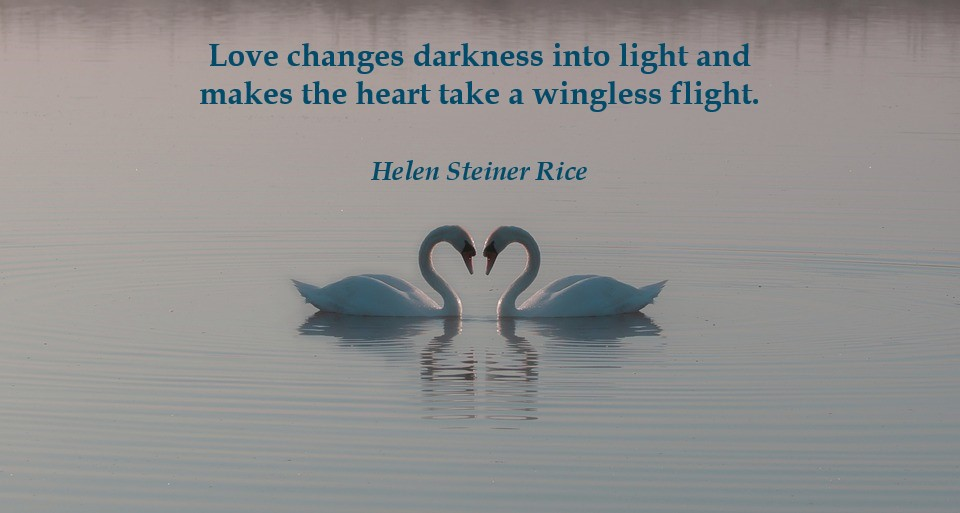 Love changes darkness into light and
makes the heart take a wingless flight.
Helen Steiner Rice